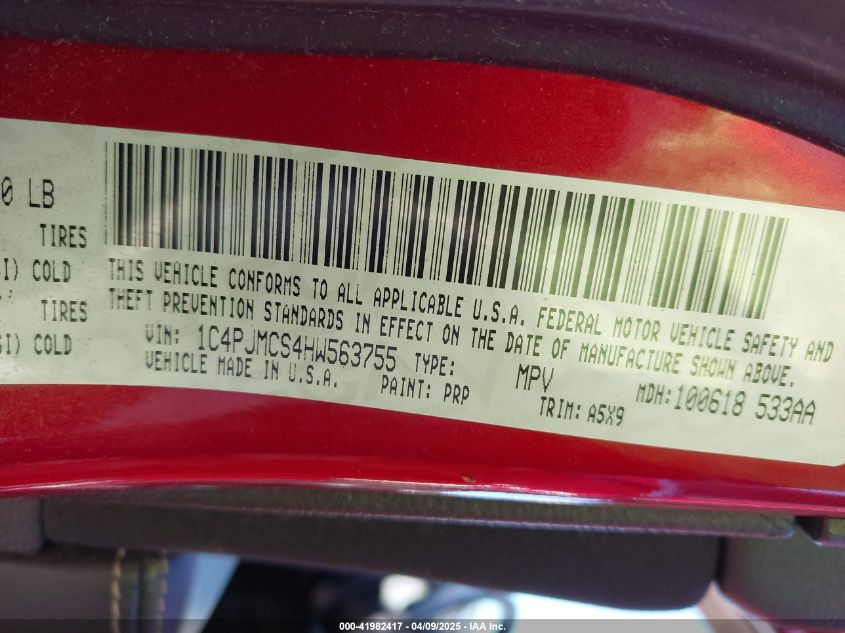 0 LB
TIRES
SI) COLD
TIRES
SI) COLD
THIS VEHICLE CONFORMS TO ALL APPLICABLE U.S.A. FEDERAL MOTOR VEHICLE SAFETY AND
THEFT PREVENTION STANDARDS IN EFFECT ON THE DATE OF MANUFACTURE SHOWN ABOVE.
VIN: 1C4PJMCS4HW563755 TYPE: MPV MDH:100618 533AA
VEHICLE MADE IN U.S.A. PAINT: PRP TRIM: A5X9
000-41982417 - 04/09/2025 - IAA, Inc.